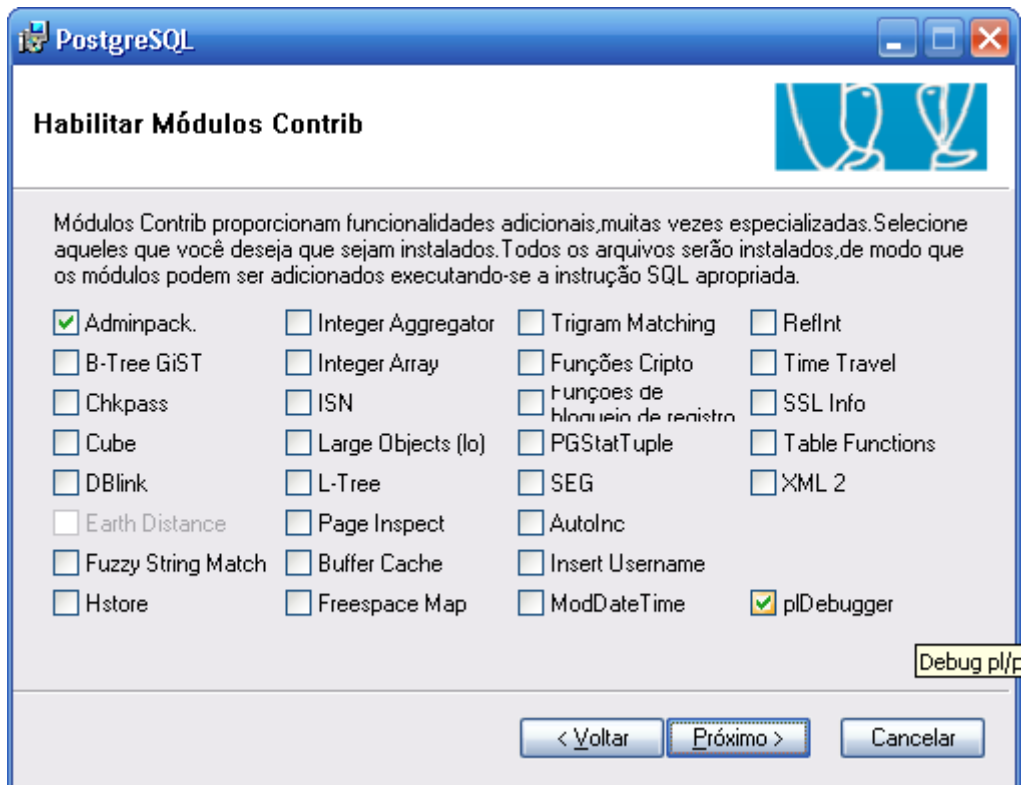 PostgreSQL
Habilitar Módulos Contrib
Módulos Contrib proporcionam funcionalidades adicionais,muitas vezes especializadas.Selecione
aqueles que você deseja que sejam instalados.Todos os arquivos serão instalados,de modo que
os módulos podem ser adicionados executando-se a instrução SQL apropriada.
Adminpack. Integer Aggregator Trigram Matching RefInt
B-Tree GiST Integer Array Funções Cripto Time Travel
Chkpass ISN Funções de bloqueio de registro SSL Info
Cube Large Objects (lo) PGStatTuple Table Functions
DBlink L-Tree SEG XML 2
Earth Distance Page Inspect AutoInc
Fuzzy String Match Buffer Cache Insert Username
Hstore Freespace Map ModDateTime plDebugger
Debug pl/p
< Voltar Próximo > Cancelar